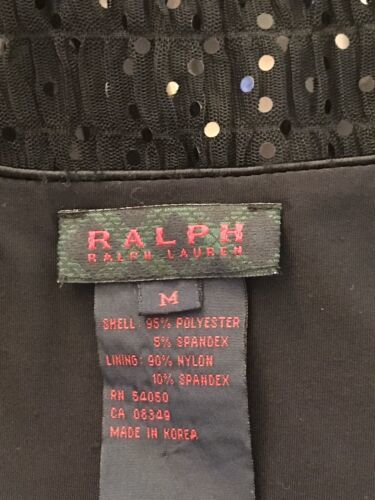 RALPH
RALPH LAUREN
M
SHELL: 95% POLYESTER
5% SPANDEX
LINING: 90% NYLON
10% SPANDEX
RN 54050
CA 08349
MADE IN KOREA